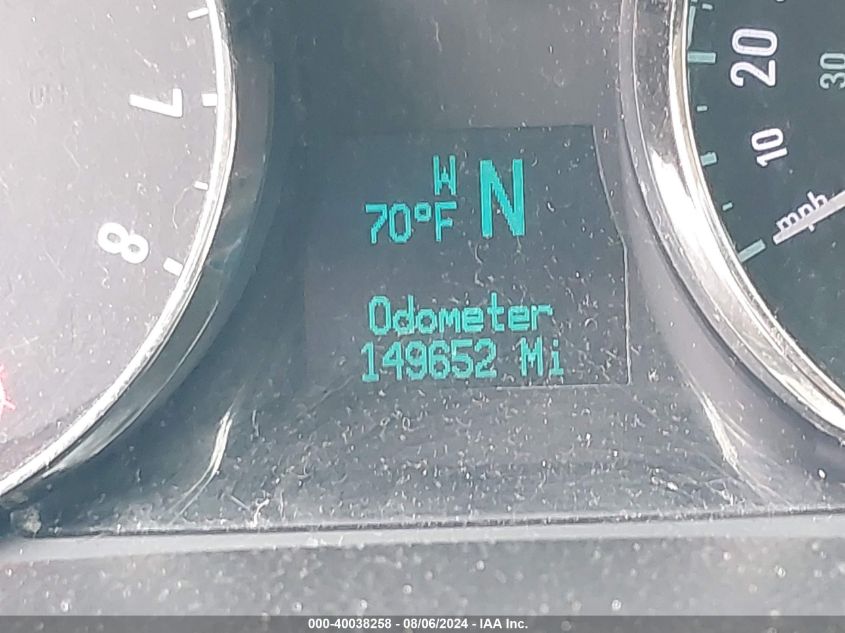 7
8
W
70°F N
Odometer
149652 Mi
20
30
10
mph
000-40038258 - 08/06/2024 - IAA Inc.